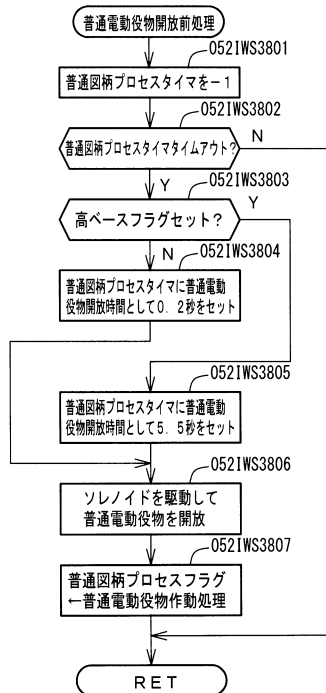 普通電動役物開放前処理
052IWS3801
普通図柄プロセスタイマを－1
052IWS3802
普通図柄プロセスタイマタイムアウト？
N
Y
052IWS3803
高ベースフラグセット？
Y
N
052IWS3804
普通図柄プロセスタイマに普通電動
役物開放時間として0．2秒をセット
052IWS3805
普通図柄プロセスタイマに普通電動
役物開放時間として5．5秒をセット
052IWS3806
ソレノイドを駆動して
普通電動役物を開放
052IWS3807
普通図柄プロセスフラグ
←普通電動役物作動処理
RET